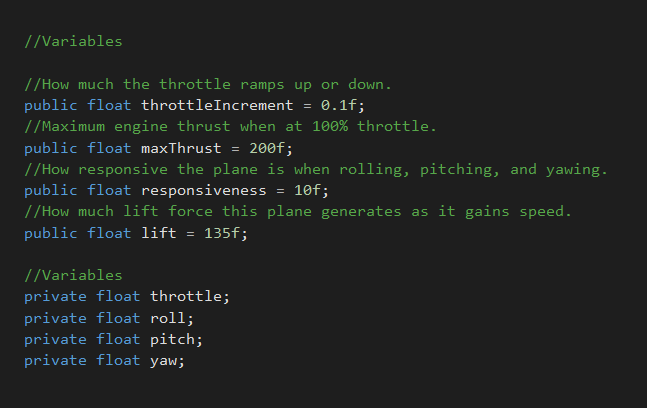 //Variables
//How much the throttle ramps up or down.
public float throttleIncrement = 0.1f;
//Maximum engine thrust when at 100% throttle.
public float maxThrust = 200f;
//How responsive the plane is when rolling, pitching, and yawing.
public float responsiveness = 10f;
//How much lift force this plane generates as it gains speed.
public float lift = 135f;
//Variables
private float throttle;
private float roll;
private float pitch;
private float yaw;